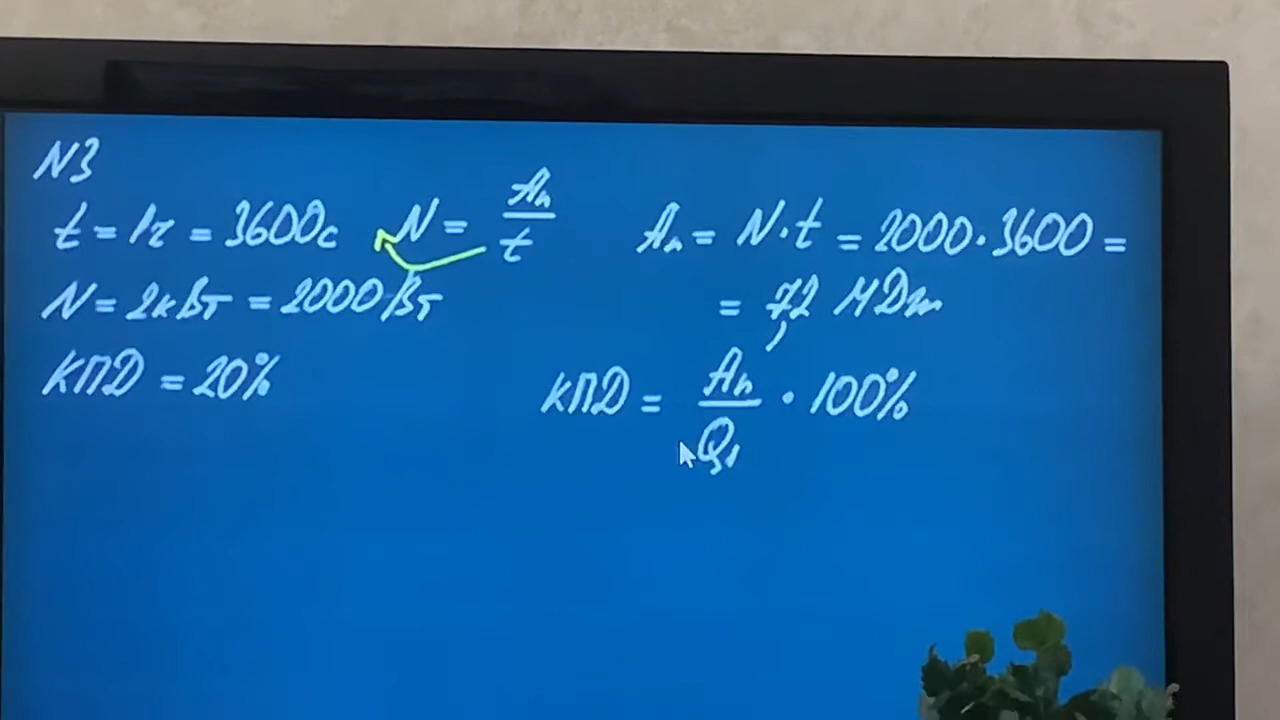 N3
t = 1ч = 3600с
N = 2кВт = 2000Вт
КПД = 20%
N = Aп / t
Aп = N·t = 2000·3600 =
= 7,2 МДж
КПД = Aп / Q1 · 100%